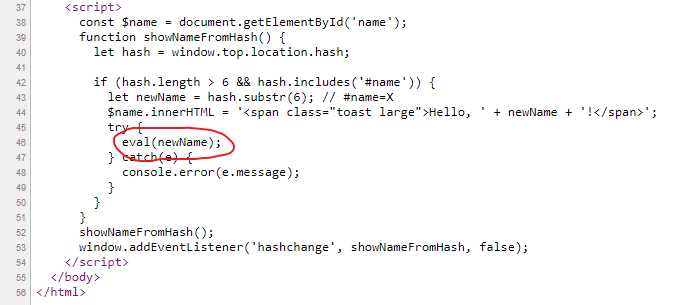 37 <script>
38 const $name = document.getElementById('name');
39 function showNameFromHash() {
40 let hash = window.top.location.hash;
41
42 if (hash.length > 6 && hash.includes('#name')) {
43 let newName = hash.substr(6); // #name=X
44 $name.innerHTML = '<span class="toast large">Hello, ' + newName + '!</span>';
45 try {
46 eval(newName);
47 } catch(e) {
48 console.error(e.message);
49 }
50 }
51 }
52 showNameFromHash();
53 window.addEventListener('hashchange', showNameFromHash, false);
54 </script>
55 </body>
56 </html>